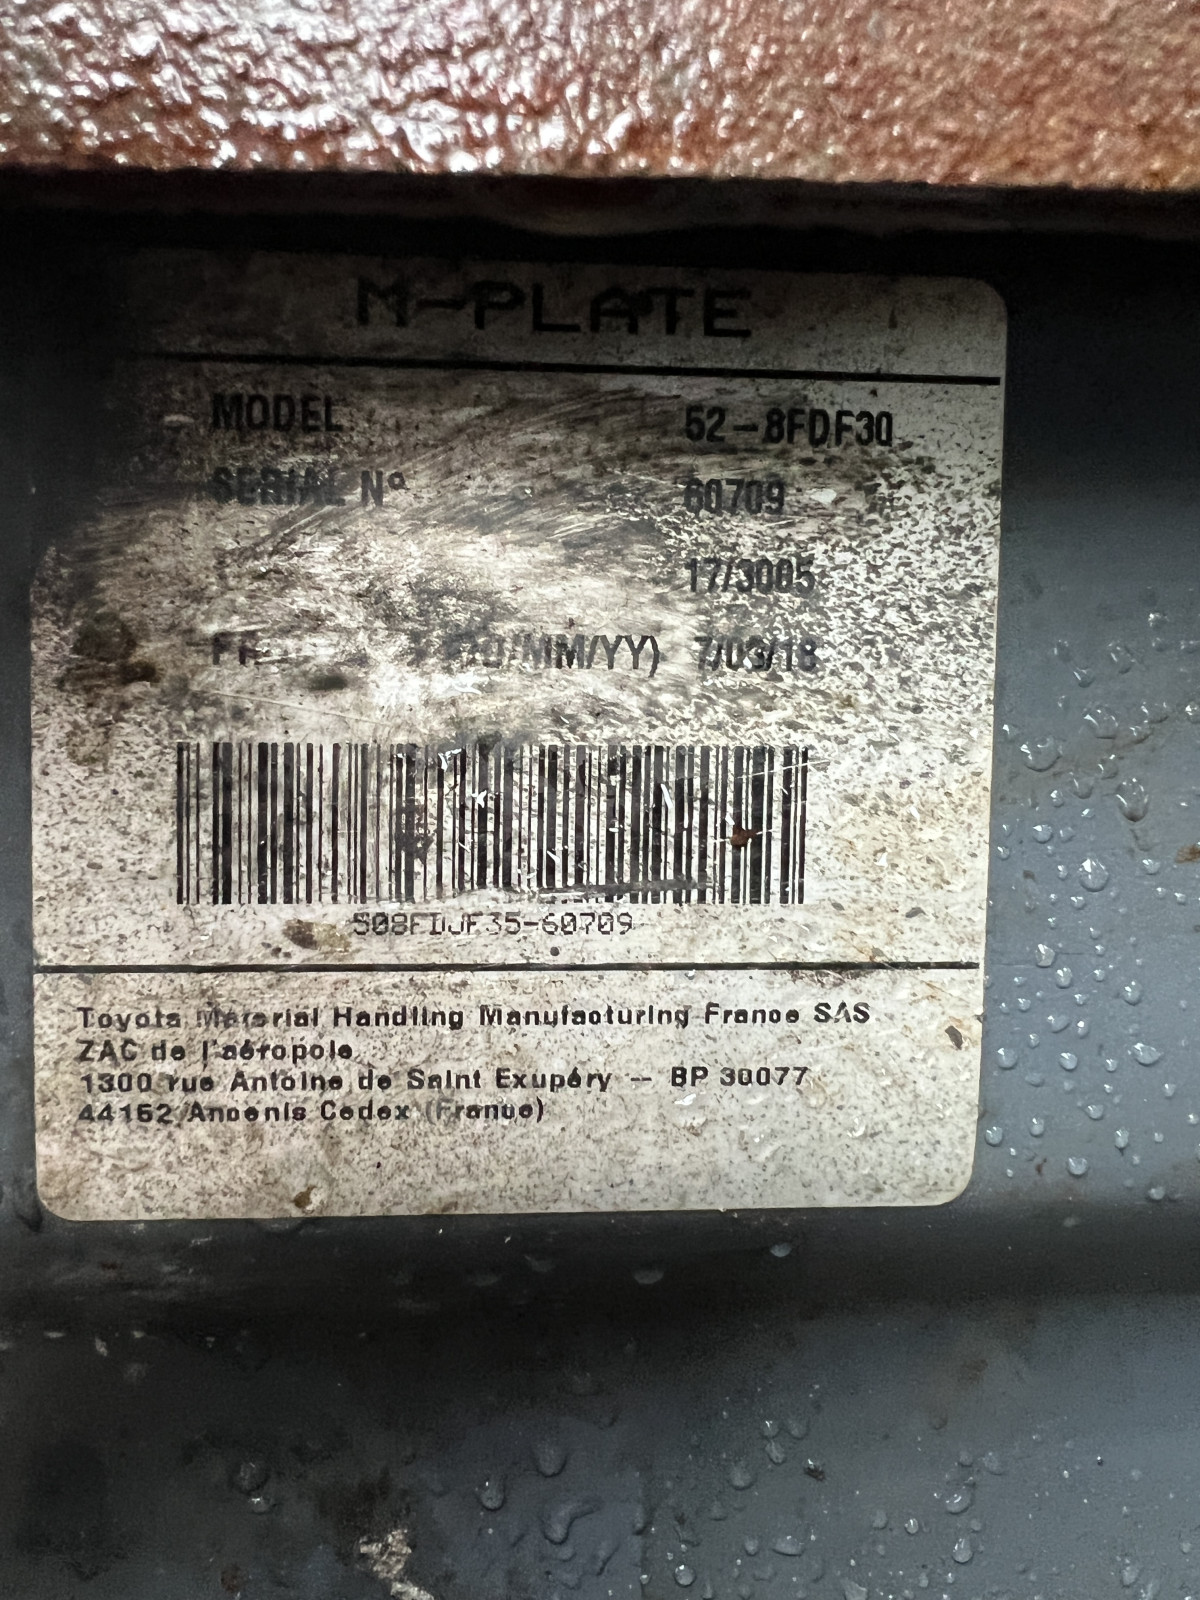 M-PLATE
MODEL 52-8FDF30
SERIAL Nº 60709
17/3005
(DD/MM/YY) 7/03/18
508FDJF35-60709
Toyota Material Handling Manufacturing France SAS
ZAC de l'aéropole
1300 rue Antoine de Saint Exupéry -- BP 30077
44152 Ancenis Cedex (France)